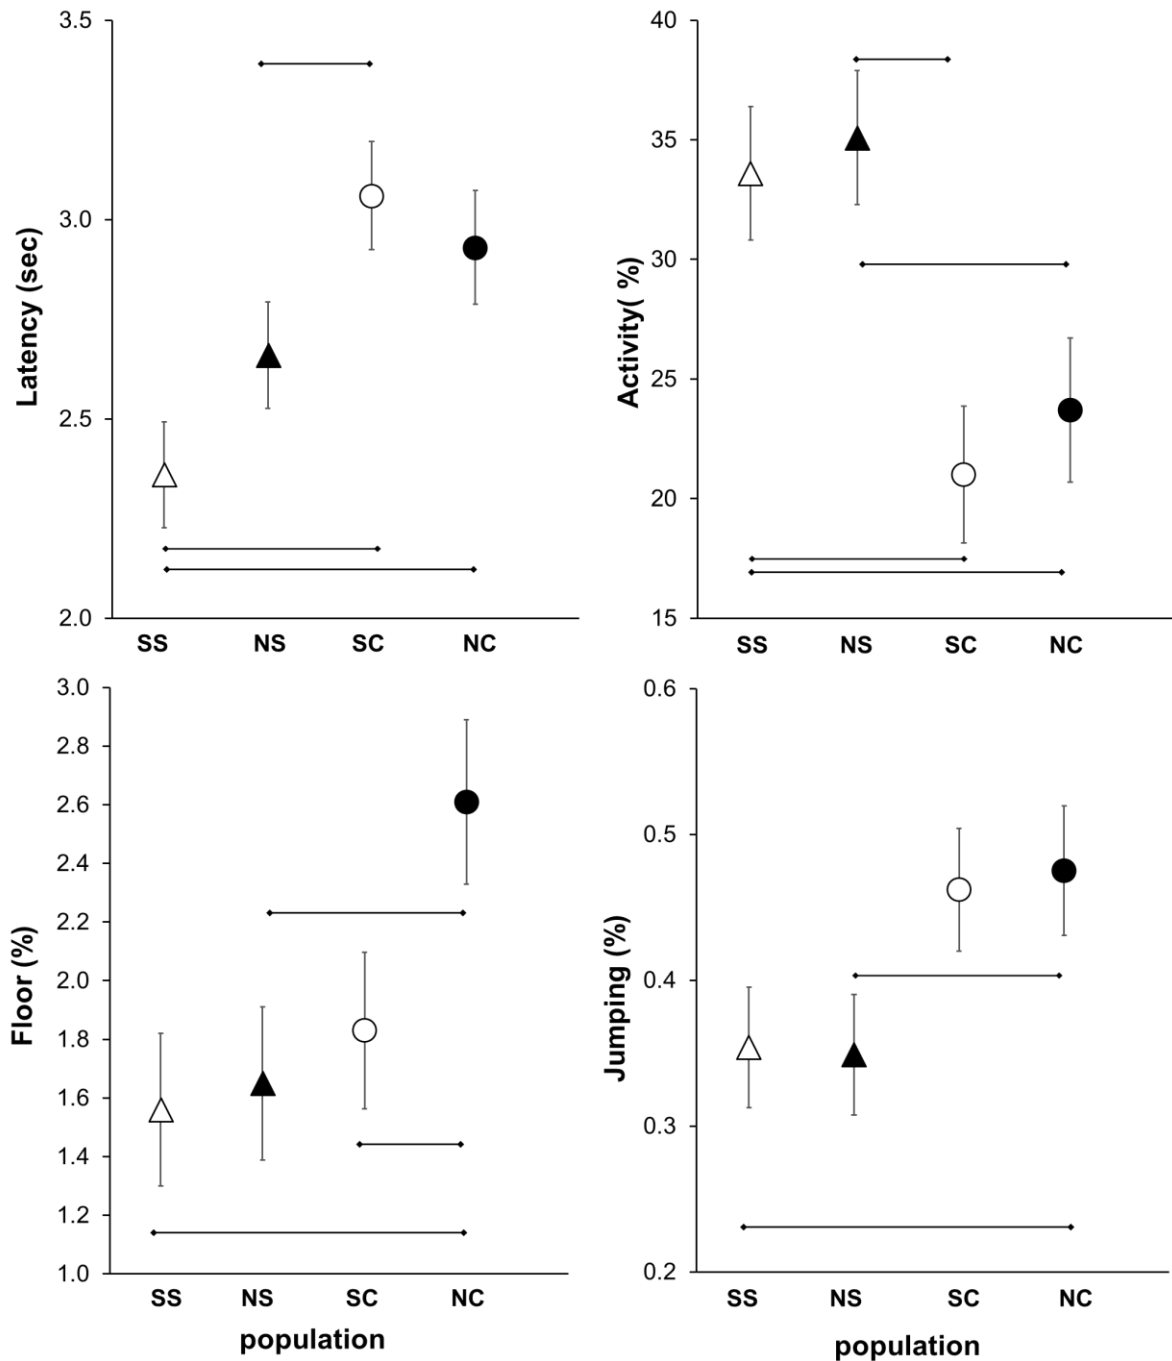 Latency (sec)
3.5
3.0
2.5
2.0
SS NS SC NC
Activity( %)
40
35
30
25
20
15
SS NS SC NC
Floor (%)
3.0
2.8
2.6
2.4
2.2
2.0
1.8
1.6
1.4
1.2
1.0
SS NS SC NC
population
Jumping (%)
0.6
0.5
0.4
0.3
0.2
SS NS SC NC
population